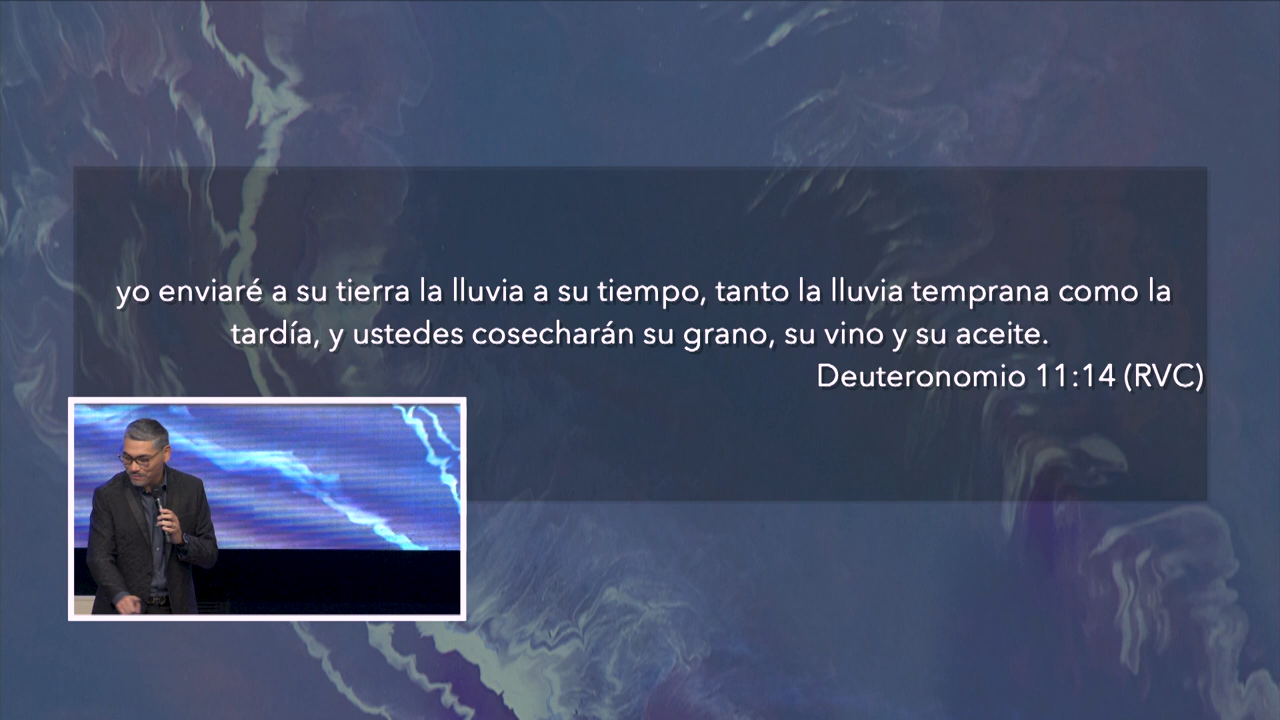 yo enviaré a su tierra la lluvia a su tiempo, tanto la lluvia temprana como la
tardía, y ustedes cosecharán su grano, su vino y su aceite.
Deuteronomio 11:14 (RVC)